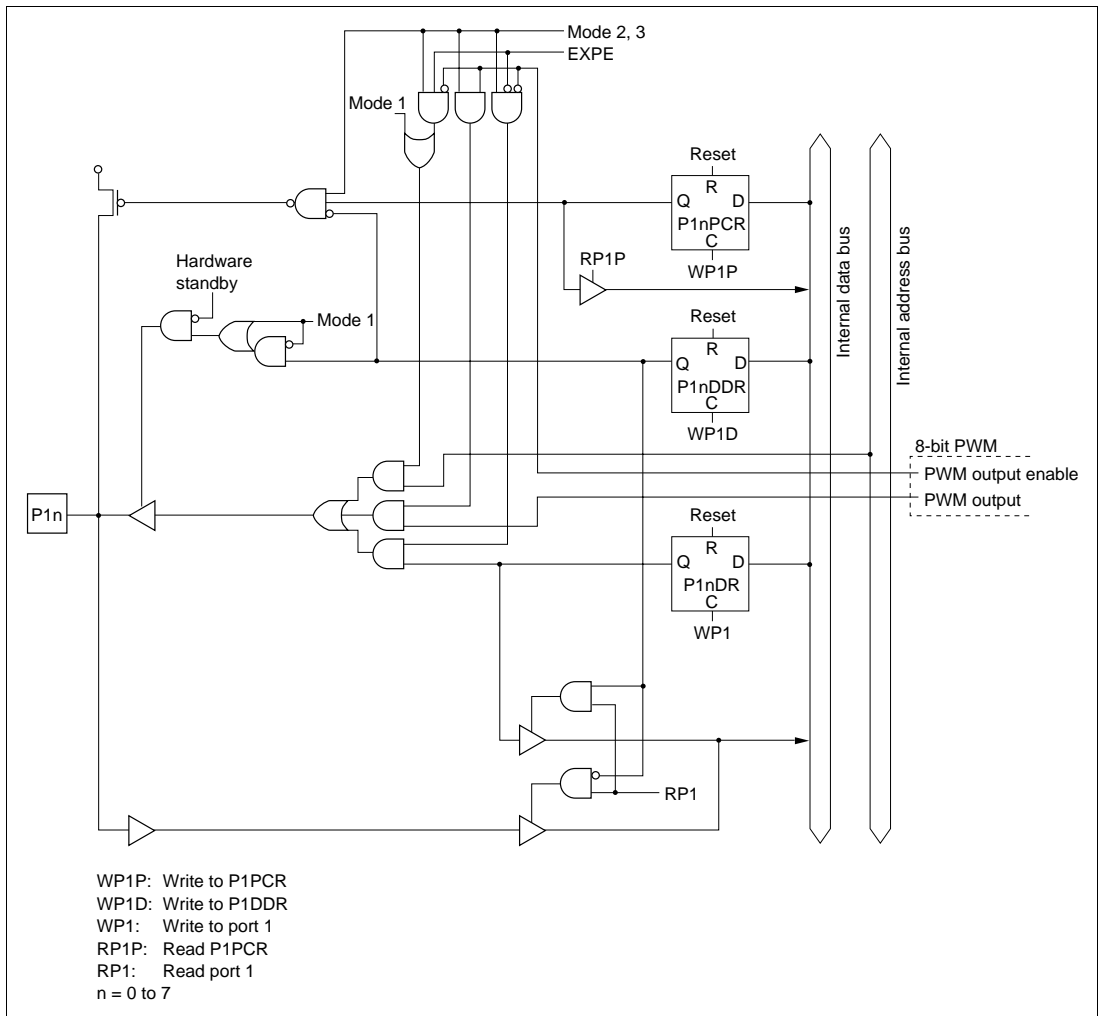 Mode 2, 3
EXPE
Mode 1
Reset
R
Q D
P1nPCR
C
WP1P
RP1P
Hardware
standby
Mode 1
Reset
R
Q D
P1nDDR
C
WP1D
Internal data bus
Internal address bus
8-bit PWM
PWM output enable
PWM output
P1n
Reset
R
Q D
P1nDR
C
WP1
RP1
WP1P: Write to P1PCR
WP1D: Write to P1DDR
WP1: Write to port 1
RP1P: Read P1PCR
RP1: Read port 1
n = 0 to 7